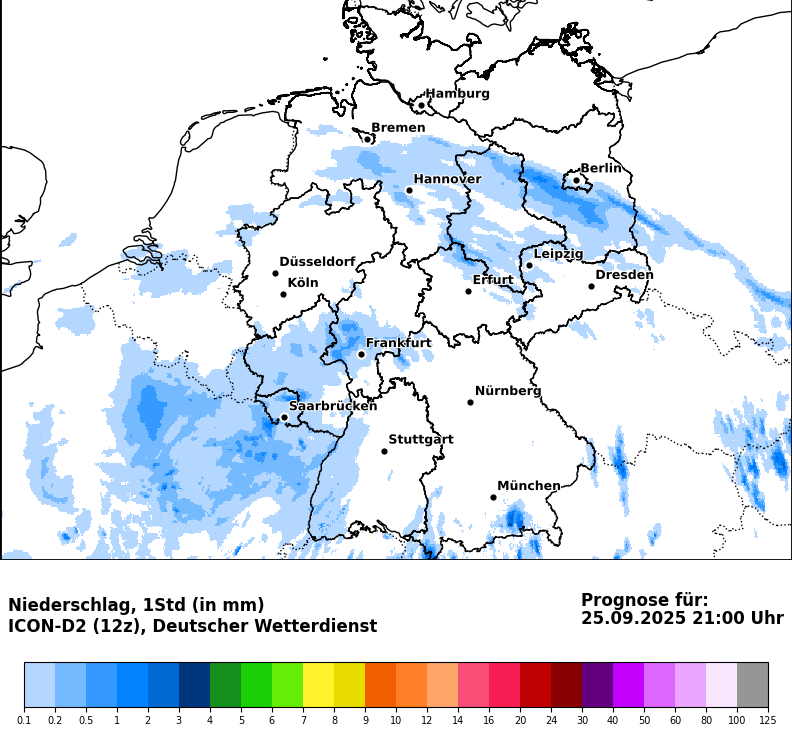 Hamburg
Bremen
Berlin
Hannover
Düsseldorf
Leipzig
Köln
Erfurt
Dresden
Frankfurt
Nürnberg
Saarbrücken
Stuttgart
München
Niederschlag, 1Std (in mm)
ICON-D2 (12z), Deutscher Wetterdienst
Prognose für:
25.09.2025 21:00 Uhr
0.1 0.2 0.5 1 2 3 4 5 6 7 8 9 10 12 14 16 20 24 30 40 50 60 80 100 125